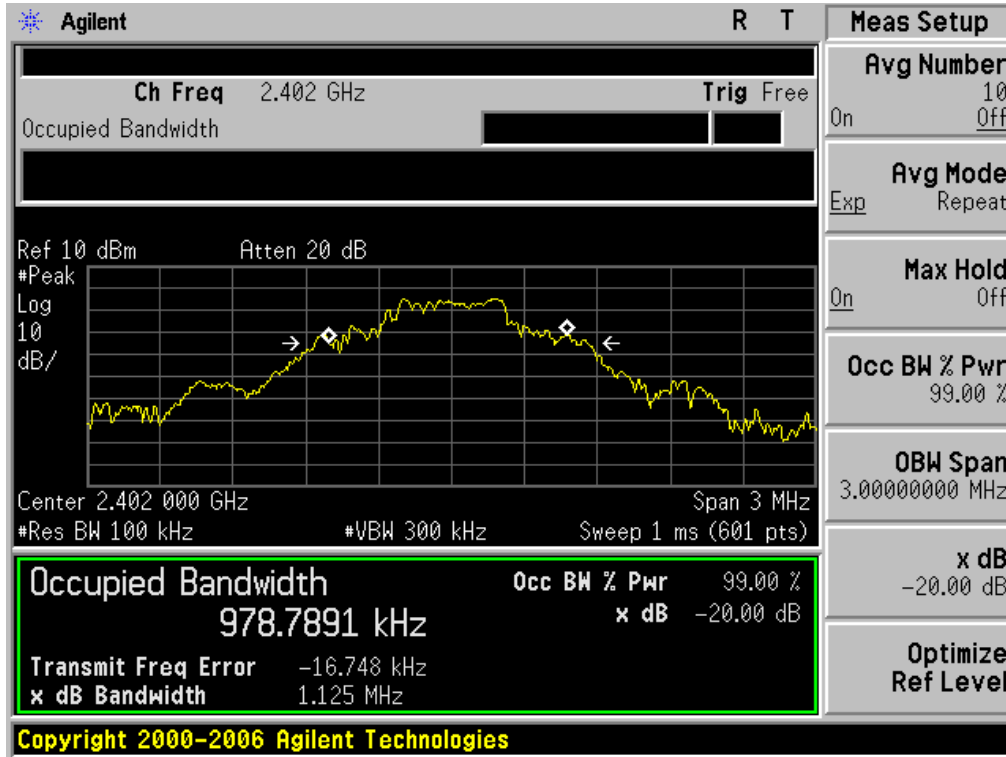 Agilent R T
Ch Freq 2.402 GHz Trig Free
Occupied Bandwidth
Ref 10 dBm Atten 20 dB
#Peak
Log
10
dB/
Center 2.402 000 GHz Span 3 MHz
#Res BW 100 kHz #VBW 300 kHz Sweep 1 ms (601 pts)
Occupied Bandwidth Occ BW % Pwr 99.00 %
978.7891 kHz x dB -20.00 dB
Transmit Freq Error -16.748 kHz
x dB Bandwidth 1.125 MHz
Copyright 2000-2006 Agilent Technologies
Meas Setup
Avg Number
10
On Off
Avg Mode
Exp Repeat
Max Hold
On Off
Occ BW % Pwr
99.00 %
OBW Span
3.00000000 MHz
x dB
-20.00 dB
Optimize
Ref Level